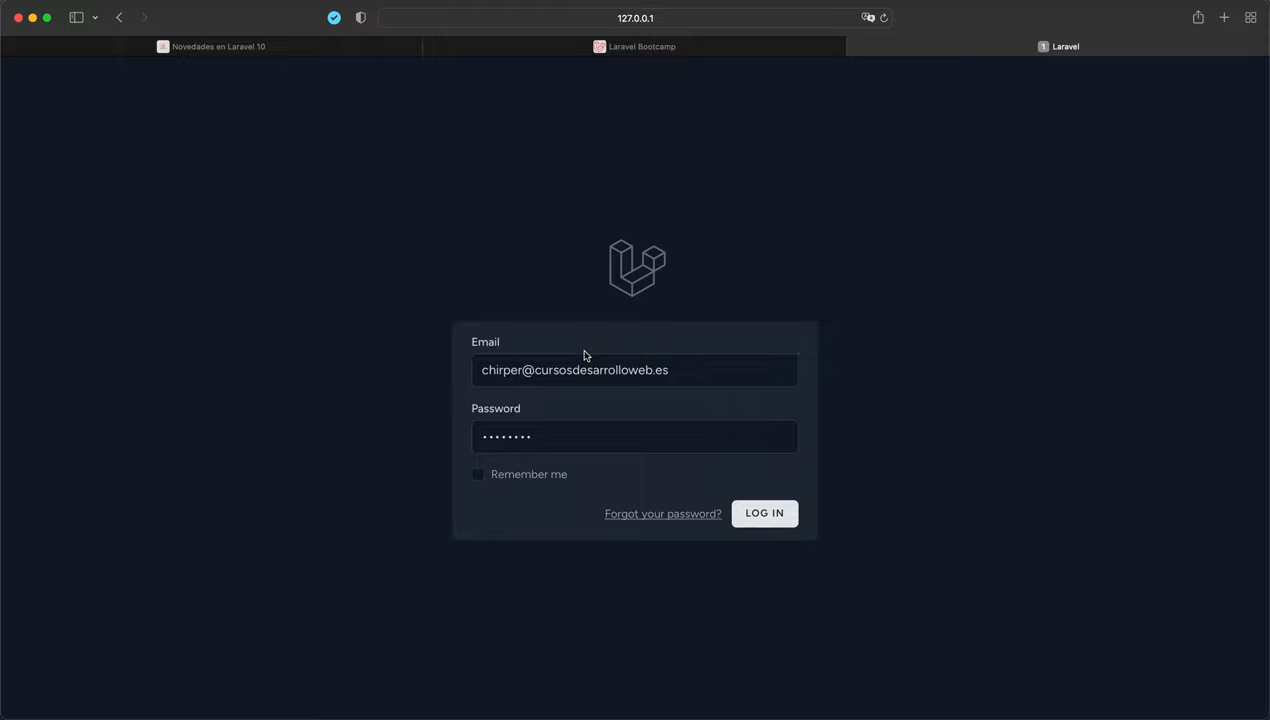 127.0.0.1
Novedades en Laravel 10
Laravel Bootcamp
1 Laravel
Email
chirper@cursosdesarrolloweb.es
Password
••••••••
Remember me
Forgot your password? LOG IN